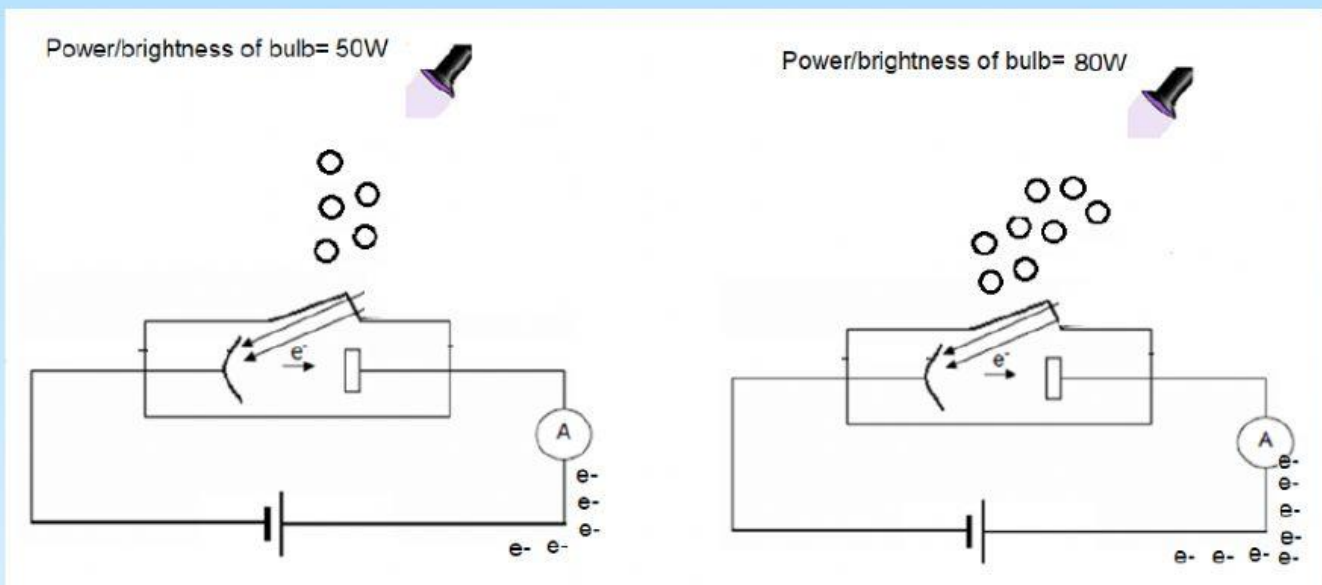 Power/brightness of bulb= 50W
Power/brightness of bulb= 80W
e-
e-
A
A
e-
e-
e-
e- e-
e-
e-
e-
e-
e- e- e- e-